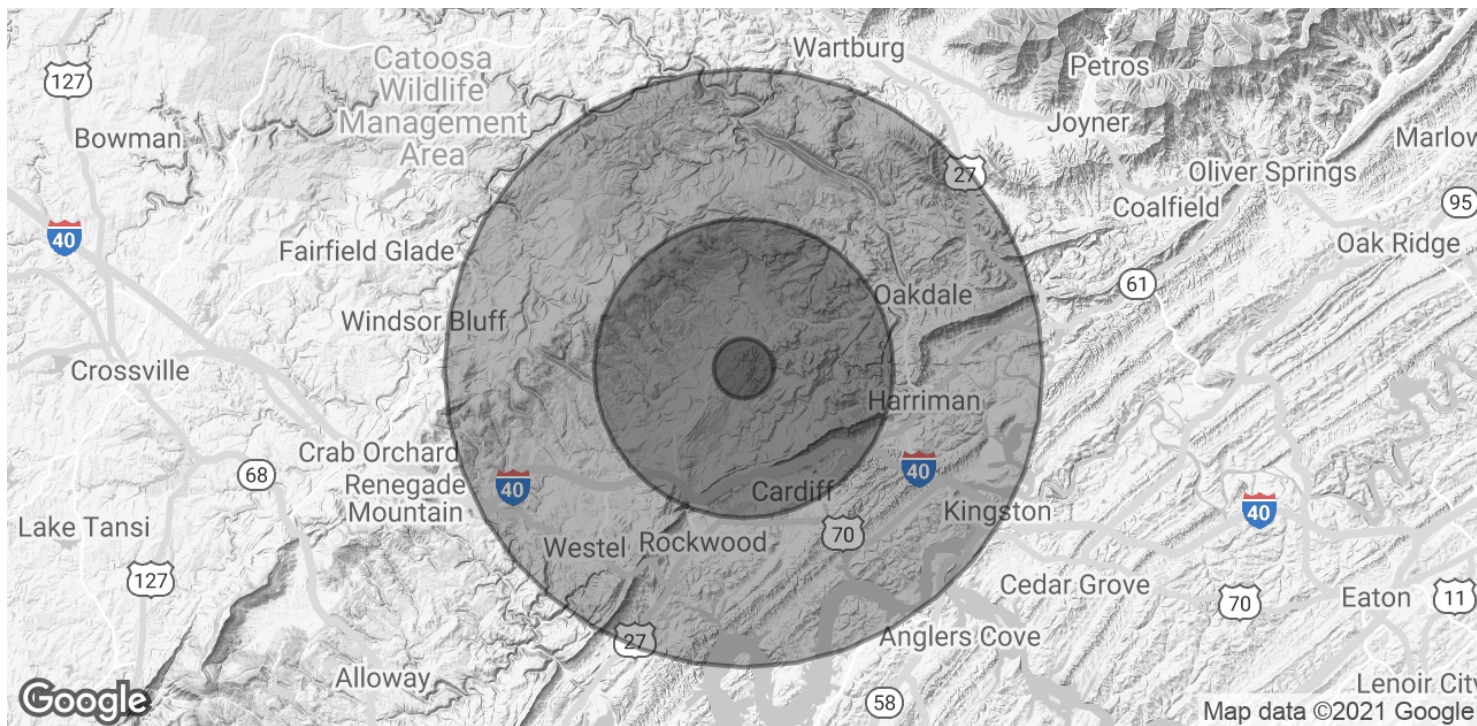 Wartburg
127
Catoosa
Wildlife
Management
Area
Petros
Bowman
Joyner
Marlow
27
Oliver Springs
95
Coalfield
40
Oak Ridge
Fairfield Glade
61
Oakdale
Windsor Bluff
Crossville
Harriman
Crab Orchard
68
40
Renegade
Mountain
40
Cardiff
40
Kingston
Lake Tansi
70
Westel
Rockwood
127
Cedar Grove
70
Eaton
11
27
Anglers Cove
Alloway
Lenoir City
58
Google
Map data ©2021 Google